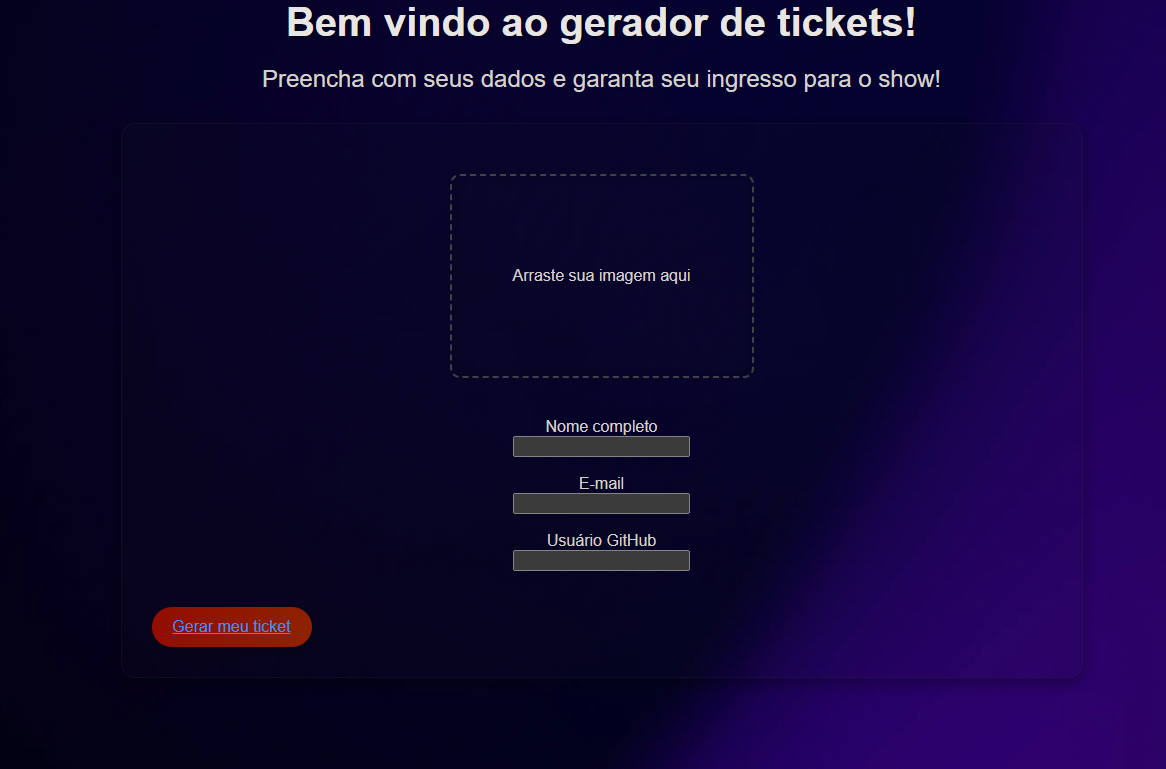 Bem vindo ao gerador de tickets!
Preencha com seus dados e garanta seu ingresso para o show!
Arraste sua imagem aqui
Nome completo
E-mail
Usuário GitHub
Gerar meu ticket